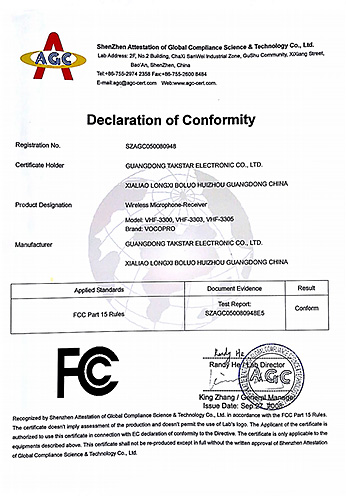 AGC
ShenZhen Attestation of Global Compliance Science & Technology Co., Ltd.
Lab Address: 2F, No.2 Building, ChaXi SanWei Industrial Zone, GuShu Community, XiXiang Street,
Bao'An, ShenZhen, China
Tel:+86-755-2974 2358 Fax:+86-755-2600 8484
E-mail:agc@agc-cert.com Web:www.agc-cert.com
Declaration of Conformity
Registration No. SZAGC050080948
Certificate Holder GUANGDONG TAKSTAR ELECTRONIC CO., LTD.
XIALIAO LONGXI BOLUO HUIZHOU GUANGDONG CHINA
Product Designation Wireless Microphone-Receiver
Model: VHF-3300, VHF-3303, VHF-3305
Brand: VOCOPRO
Manufacturer GUANGDONG TAKSTAR ELECTRONIC CO., LTD.
XIALIAO LONGXI BOLUO HUIZHOU GUANGDONG CHINA
Applied Standards Document Evidence Result
FCC Part 15 Rules Test Report: SZAGC050080948E5 Conform
FC
Randy He
Randy He / Lab Director
AGC
King Zhang / General Manager
Issue Date: Sep
Recognized by Shenzhen Attestation of Global Compliance Science & Technology Co., Ltd. in accordance with the FCC Part 15 Rules.
The certificate doesn't imply assessment of the production and doesn't permit the use of Lab's logo. The Applicant of the certificate is
authorized to use this certificate in connection with EC declaration of conformity to the Directive. The certificate is only applicable to the
equipments described above. This certificate shall not be re-produced except in full without the written approval of Shenzhen Attestation
of Global Compliance Science & Technology Co., Ltd.